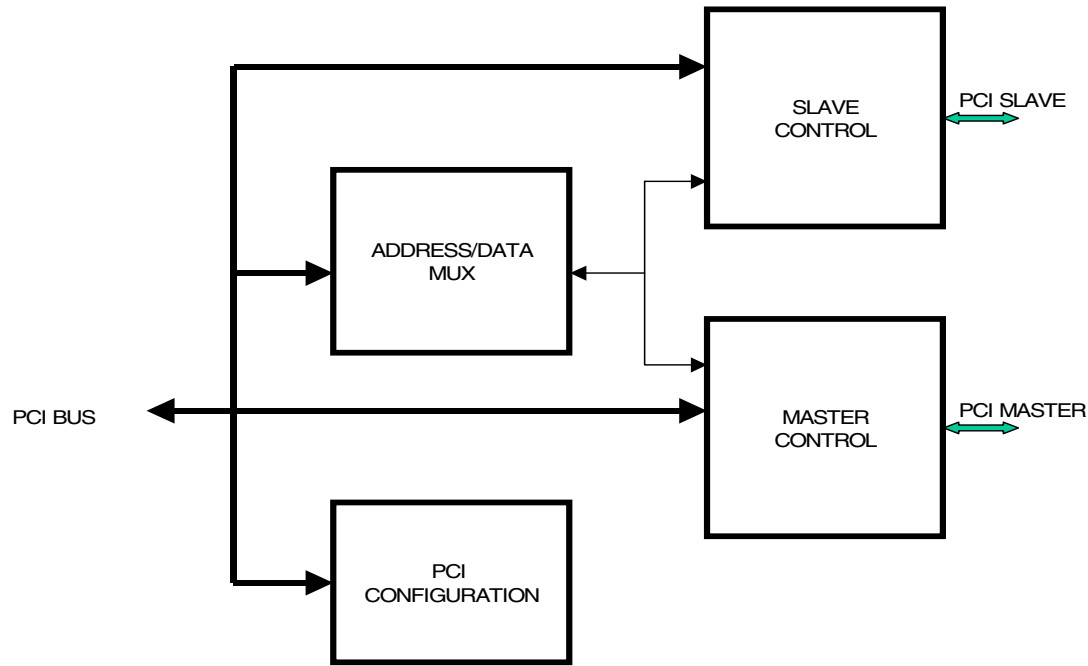 SLAVE
CONTROL
PCI SLAVE
ADDRESS/DATA
MUX
PCI BUS
MASTER
CONTROL
PCI MASTER
PCI
CONFIGURATION